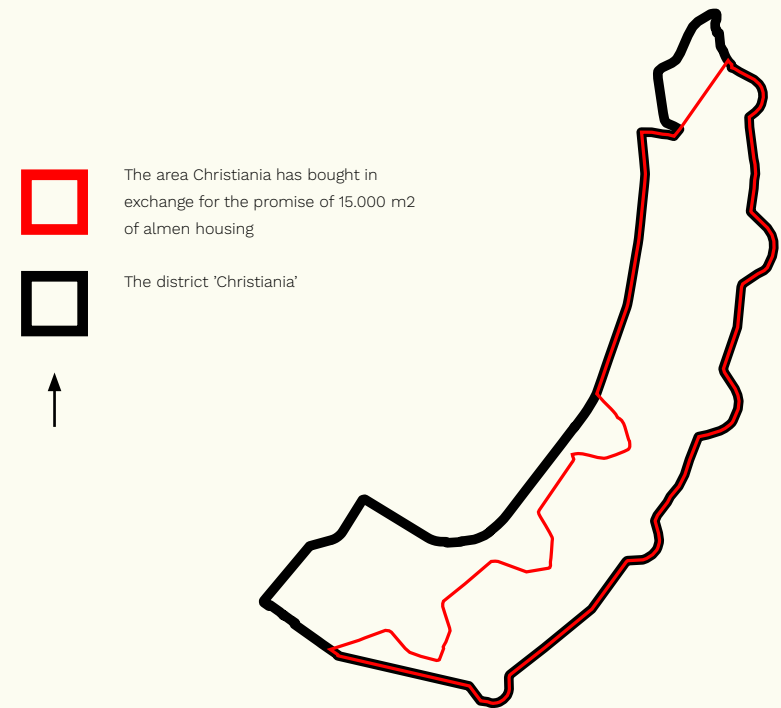 The area Christiania has bought in
exchange for the promise of 15.000 m2
of almen housing
The district ’Christiania’